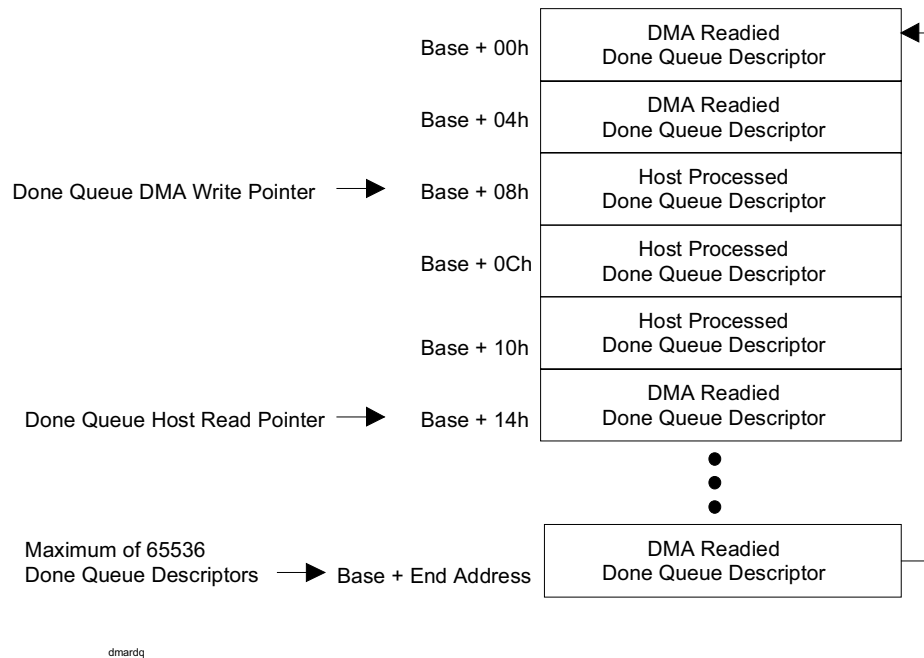 Base + 00h
DMA Readied
Done Queue Descriptor
Base + 04h
DMA Readied
Done Queue Descriptor
Done Queue DMA Write Pointer
Base + 08h
Host Processed
Done Queue Descriptor
Base + 0Ch
Host Processed
Done Queue Descriptor
Base + 10h
Host Processed
Done Queue Descriptor
Done Queue Host Read Pointer
Base + 14h
DMA Readied
Done Queue Descriptor
Maximum of 65536
Done Queue Descriptors
Base + End Address
DMA Readied
Done Queue Descriptor
dmardq